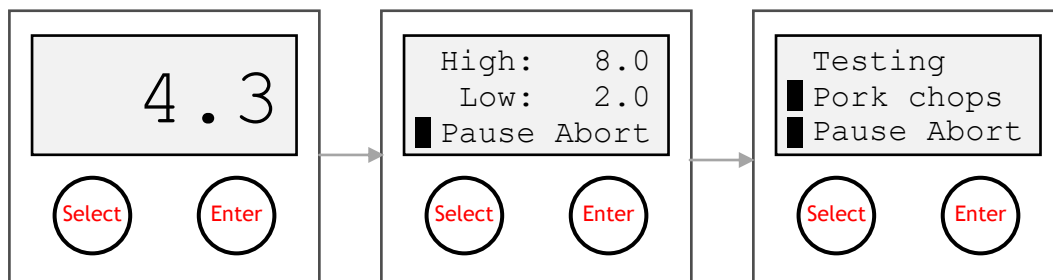 4.3
Select Enter
High: 8.0
Low: 2.0
Pause Abort
Select Enter
Testing
Pork chops
Pause Abort
Select Enter